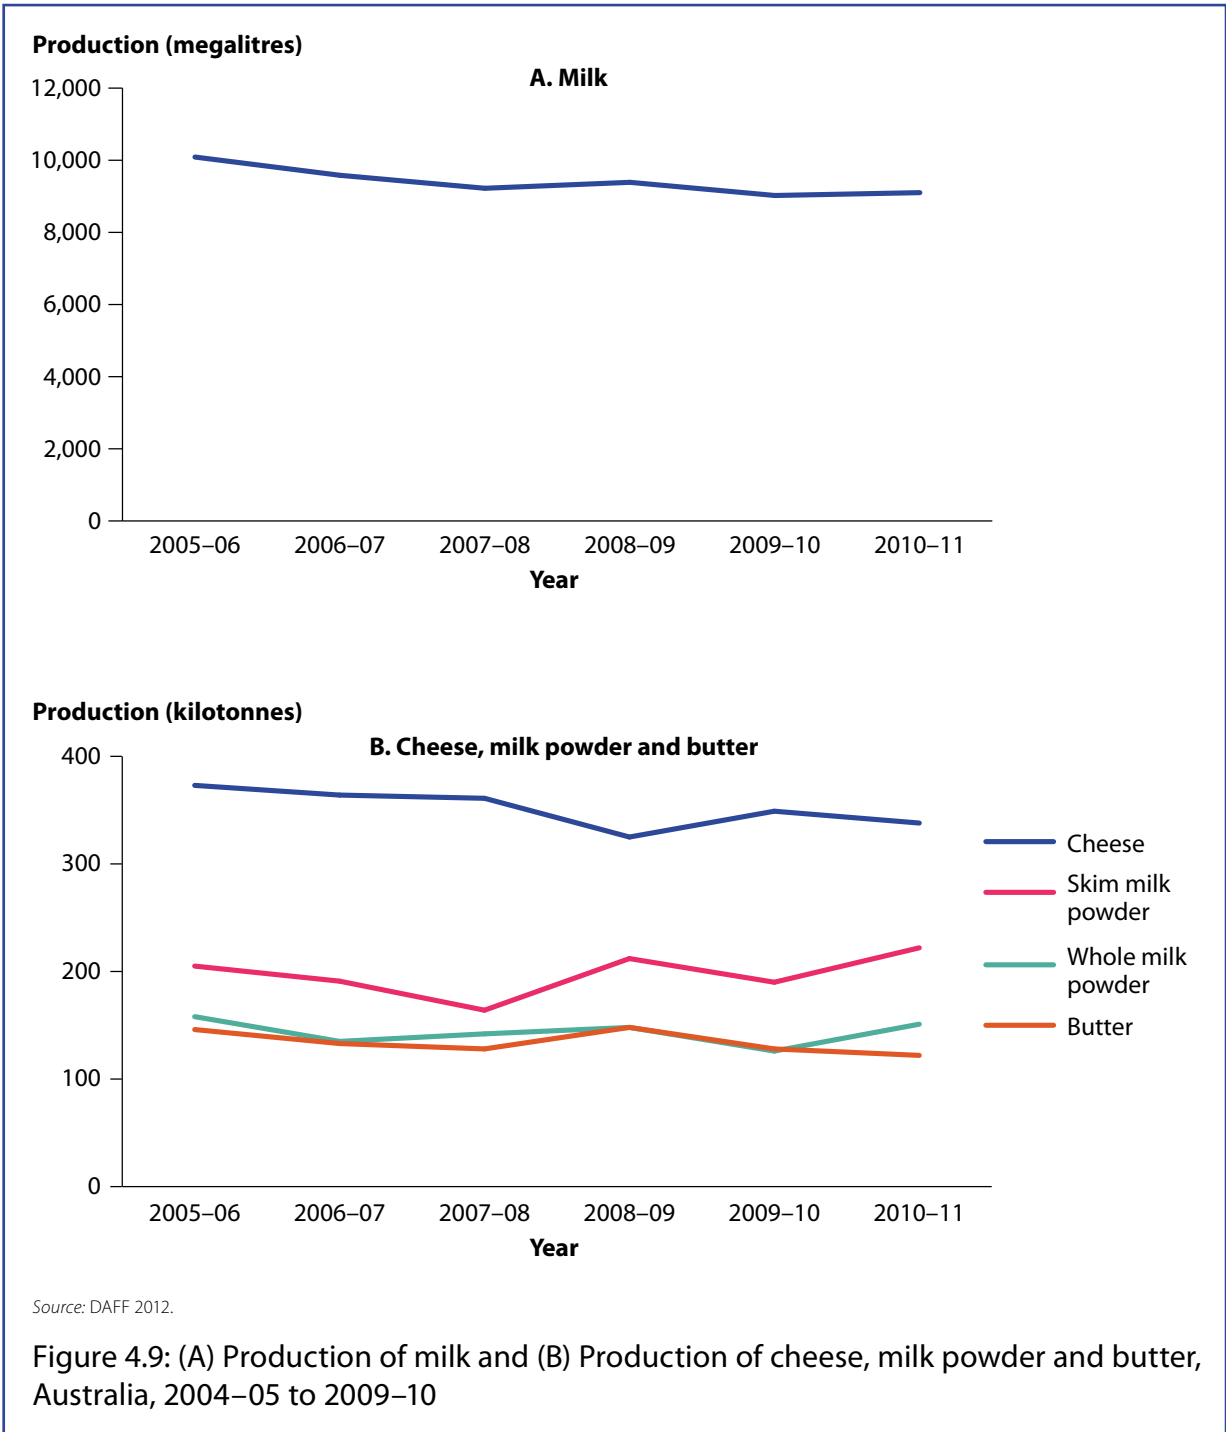 Production (megalitres)
A. Milk
12,000
10,000
8,000
6,000
4,000
2,000
0
2005–06 2006–07 2007–08 2008–09 2009–10 2010–11
Year
Production (kilotonnes)
B. Cheese, milk powder and butter
400
300
200
100
0
Cheese
Skim milk
powder
Whole milk
powder
Butter
2005–06 2006–07 2007–08 2008–09 2009–10 2010–11
Year
Source: DAFF 2012.
Figure 4.9: (A) Production of milk and (B) Production of cheese, milk powder and butter,
Australia, 2004–05 to 2009–10